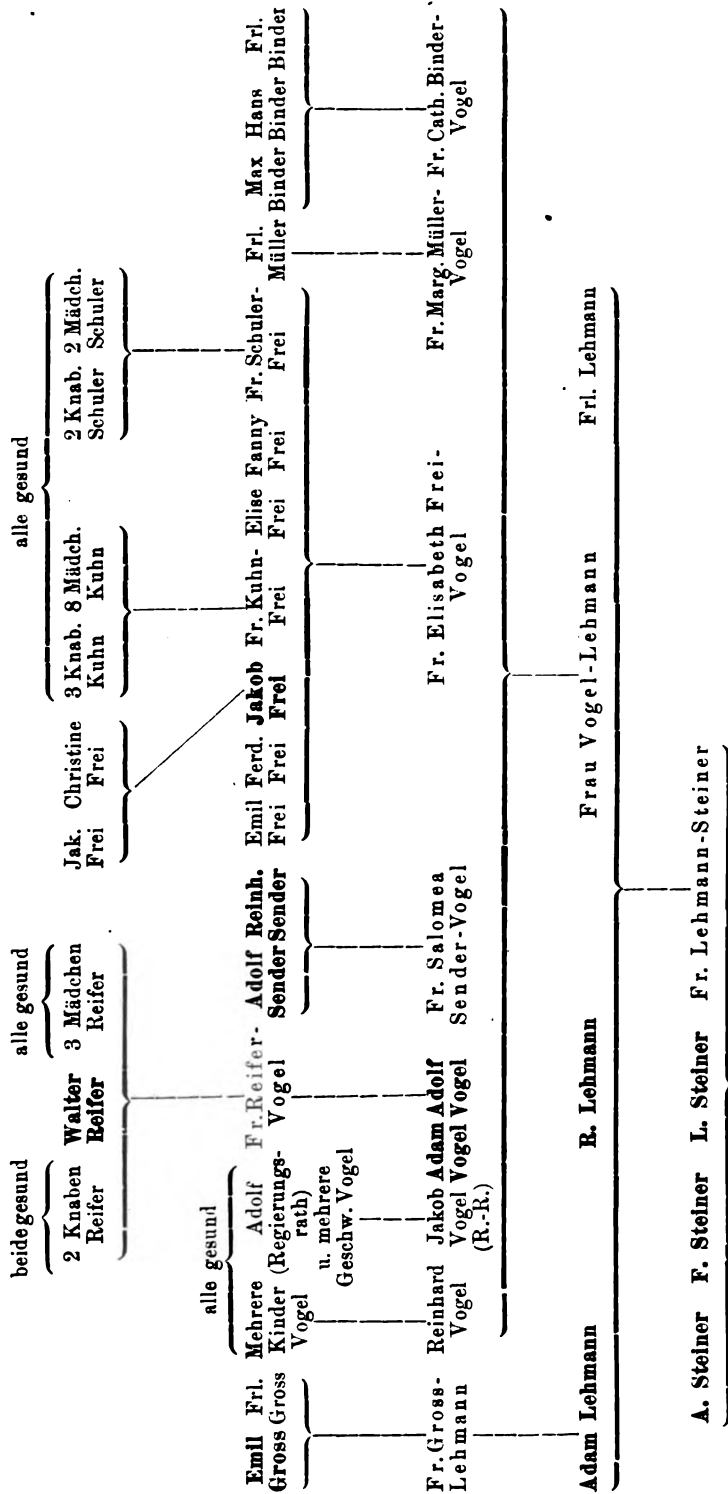 alle gesund
beide gesund
alle gesund
2 Knaben
Reifer
Walter
Reifer
3 Mädchen
Reifer
Jak.
Frei
Christine
Frei
3 Knab.
Kuhn
8 Mädch.
Kuhn
2 Knab.
Schuler
2 Mädch.
Schuler
alle gesund
Emil
Gross
Frl.
Gross
Mehrere
Kinder
Vogel
Adolf
(Regierungs-
rath)
u. mehrere
Geschw. Vogel
Fr. Reifer-
Vogel
Adolf
Sender
Reinh.
Sender
Emil
Frei
Ferd.
Frei
Jakob
Frei
Fr. Kuhn-
Frei
Elise
Frei
Fanny
Frei
Fr. Schuler-
Frei
Frl.
Müller
Max
Binder
Hans
Binder
Frl.
Binder
Fr. Gross-
Lehmann
Reinhard
Vogel
Jakob
Vogel
(R.-R.)
Adam
Vogel
Adolf
Vogel
Fr. Salomea
Sender-Vogel
Fr. Elisabeth Frei-
Vogel
Fr. Marg. Müller-
Vogel
Fr. Cath. Binder-
Vogel
Adam Lehmann
R. Lehmann
Frau Vogel-Lehmann
Frl. Lehmann
A. Steiner F. Steiner L. Steiner Fr. Lehmann-Steiner